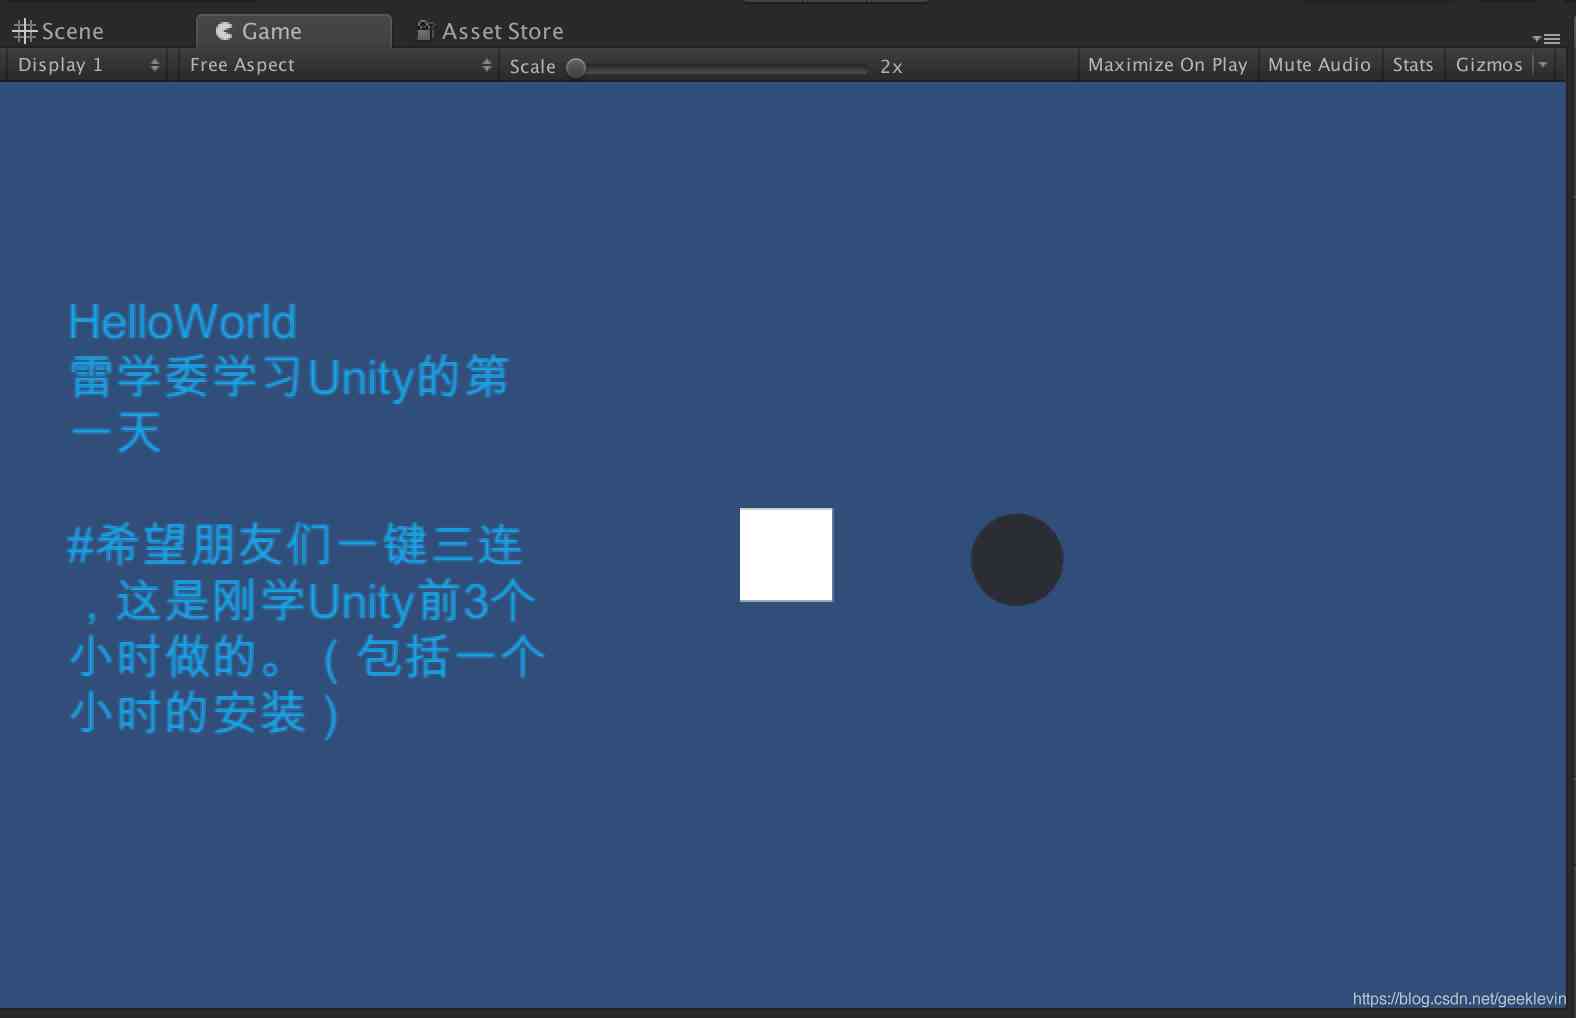 Scene
Game
Asset Store
Display 1
Free Aspect
Scale
2x
Maximize On Play
Mute Audio
Stats
Gizmos
HelloWorld
雷学委学习Unity的第
一天
#希望朋友们一键三连
，这是刚学Unity前3个
小时做的。（包括一个
小时的安装）
https://blog.csdn.net/geeklevin